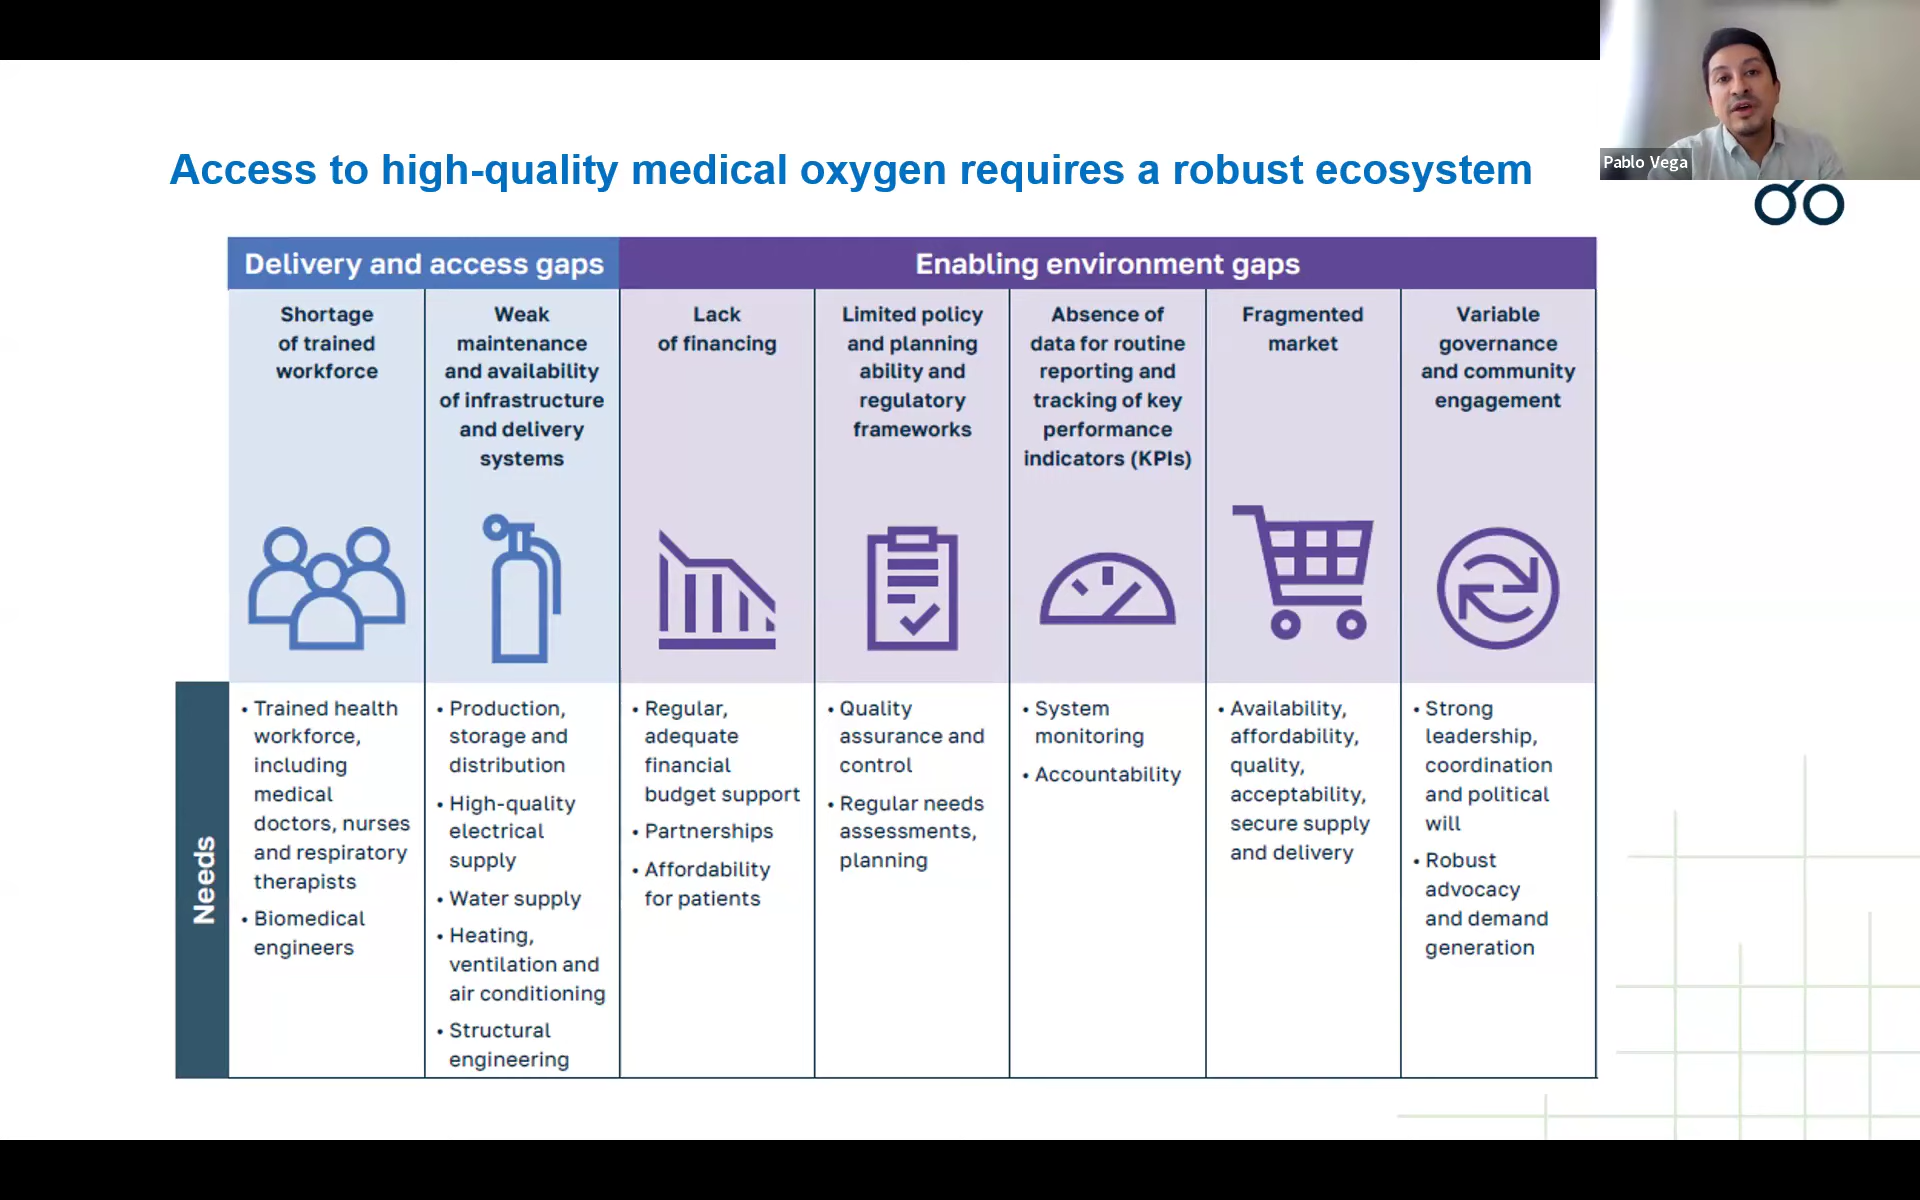 Pablo Vega
Access to high-quality medical oxygen requires a robust ecosystem
Delivery and access gaps
Enabling environment gaps
Shortage
of trained
workforce
Weak
maintenance
and availability
of infrastructure
and delivery
systems
Lack
of financing
Limited policy
and planning
ability and
regulatory
frameworks
Absence of
data for routine
reporting and
tracking of key
performance
indicators (KPIs)
Fragmented
market
Variable
governance
and community
engagement
Needs
• Trained health
workforce,
including
medical
doctors, nurses
and respiratory
therapists
• Biomedical
engineers
• Production,
storage and
distribution
• High-quality
electrical
supply
• Water supply
• Heating,
ventilation and
air conditioning
• Structural
engineering
• Regular,
adequate
financial
budget support
• Partnerships
• Affordability
for patients
• Quality
assurance and
control
• Regular needs
assessments,
planning
• System
monitoring
• Accountability
• Availability,
affordability,
quality,
acceptability,
secure supply
and delivery
• Strong
leadership,
coordination
and political
will
• Robust
advocacy
and demand
generation